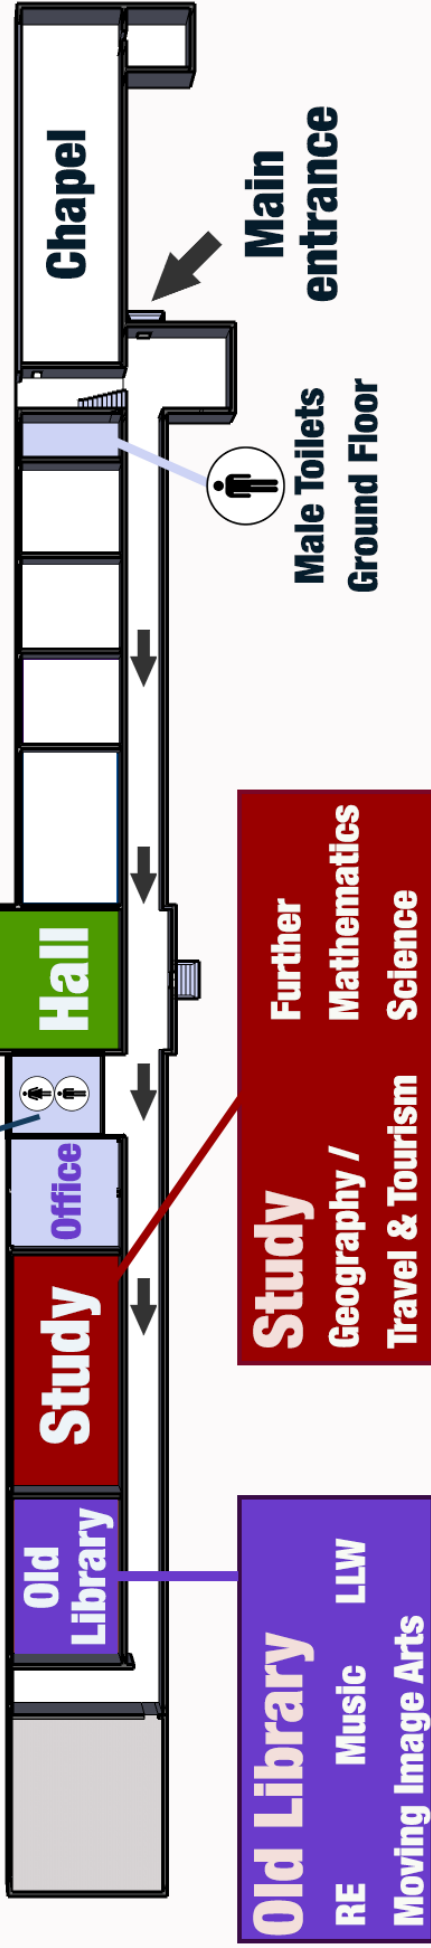 Old
Library
Study
Office
Hall
Chapel
Main
entrance
Male Toilets
Ground Floor
Old Library
RE Music LLW
Moving Image Arts
Study
Further
Geography / Mathematics
Travel & Tourism Science